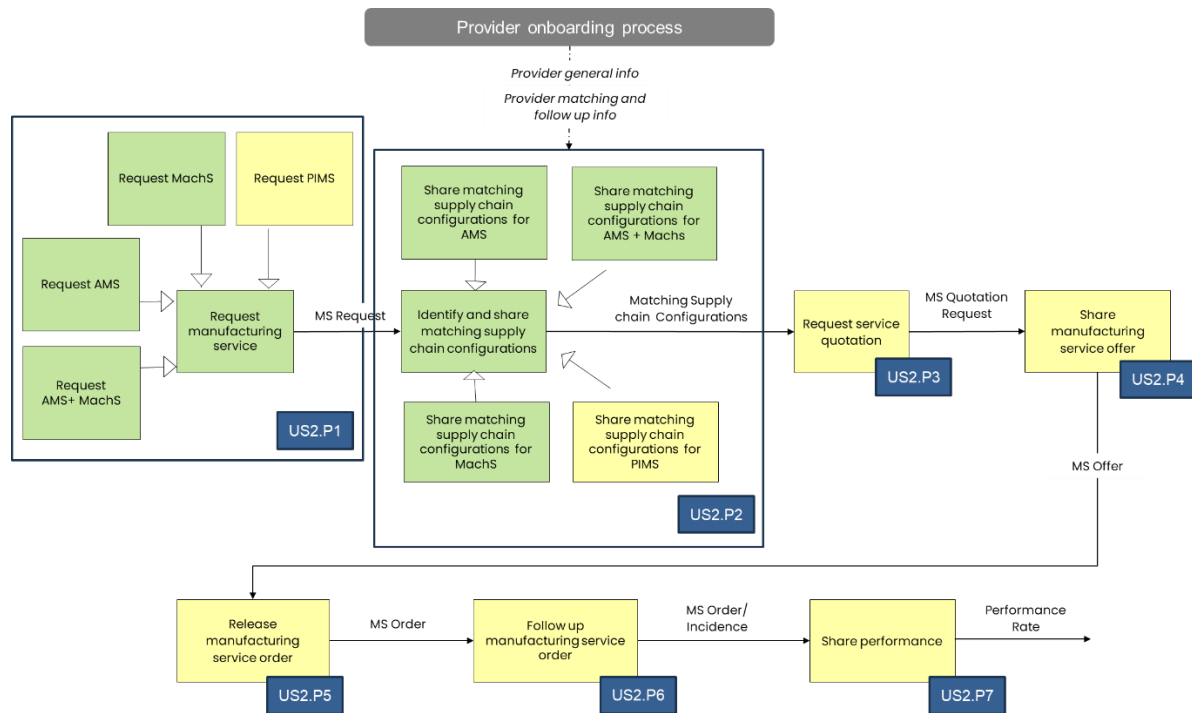 Provider onboarding process
Provider general info
Provider matching and
follow up info
Request MachS
Request PIMS
Request AMS
Request
manufacturing
service
Request
AMS+ MachS
US2.P1
MS Request
Share matching
supply chain
configurations for
AMS
Share matching
supply chain
configurations for
AMS + Machs
Identify and share
matching supply
chain configurations
Share matching
supply chain
configurations for
MachS
Share matching
supply chain
configurations for
PIMS
US2.P2
Matching Supply
chain Configurations
Request service
quotation
US2.P3
MS Quotation
Request
Share
manufacturing
service offer
US2.P4
MS Offer
Release
manufacturing
service order
US2.P5
MS Order
Follow up
manufacturing service
order
US2.P6
MS Order/
Incidence
Share performance
US2.P7
Performance
Rate